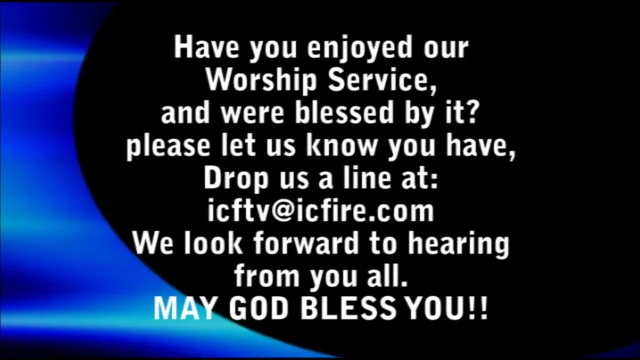 Have you enjoyed our
Worship Service,
and were blessed by it?
please let us know you have,
Drop us a line at:
icftv@icfire.com
We look forward to hearing
from you all.
MAY GOD BLESS YOU!!